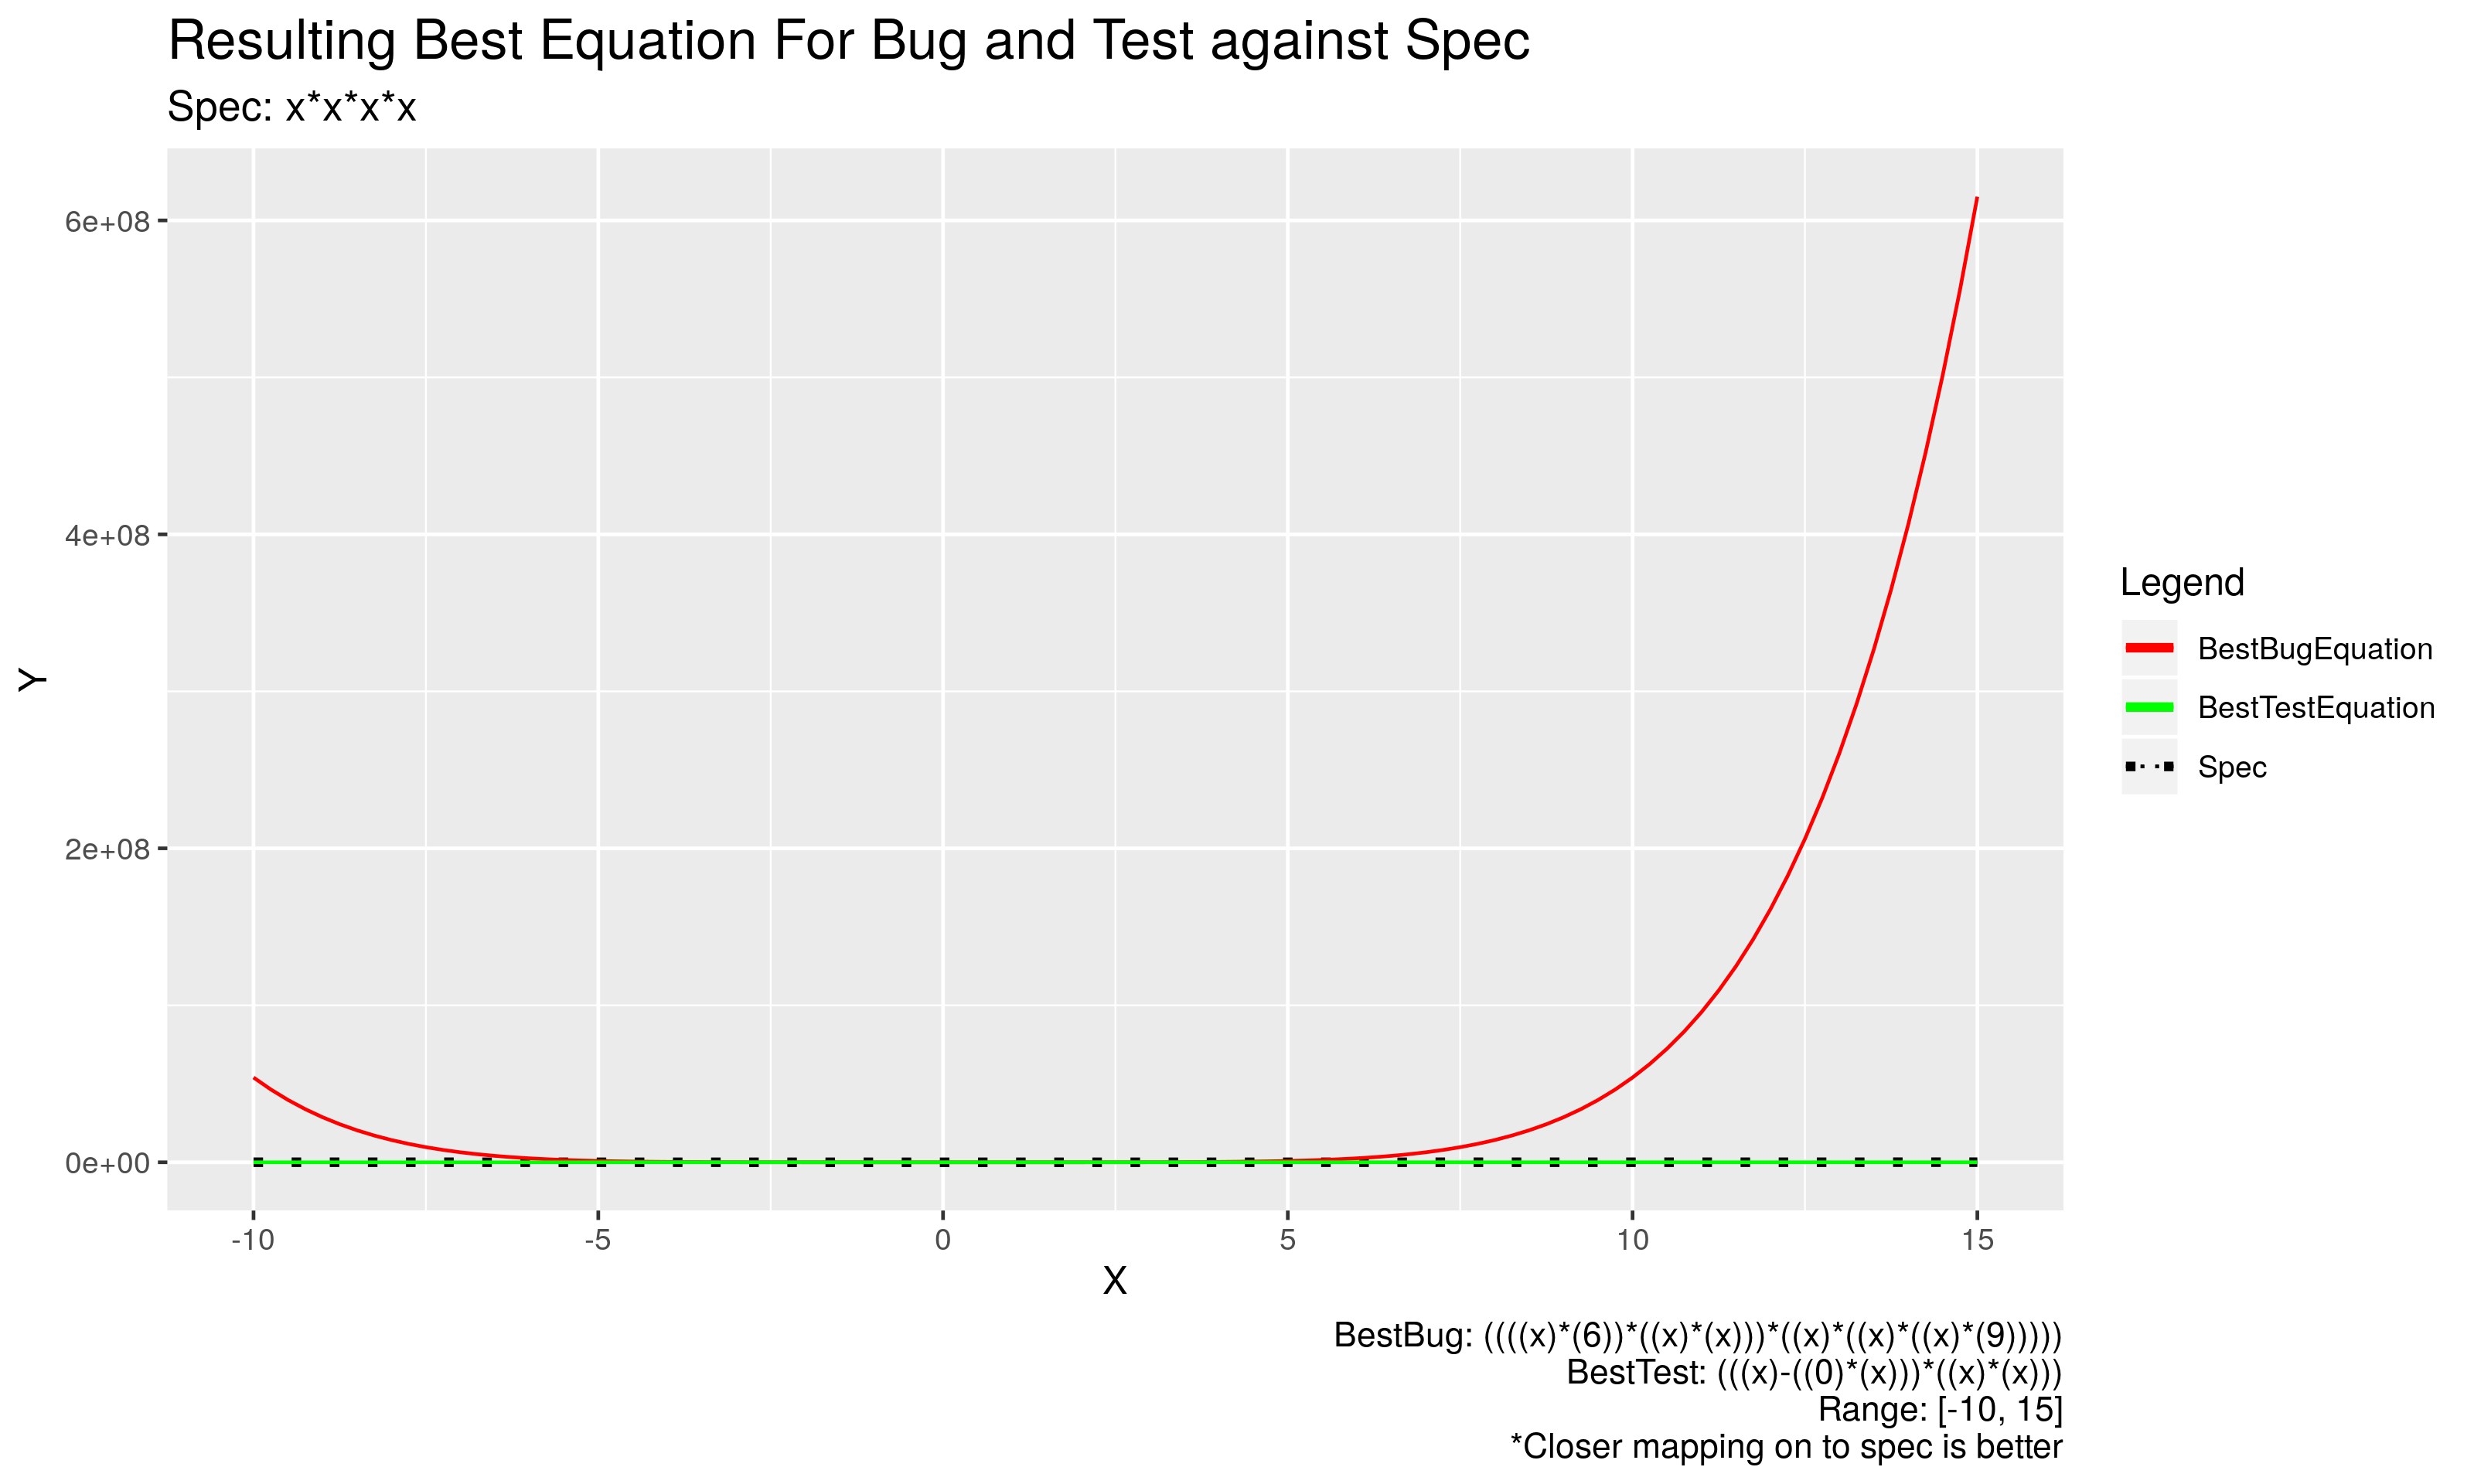 Resulting Best Equation For Bug and Test against Spec
Spec: x*x*x*x
6e+08
4e+08
2e+08
0e+00
Y
-10 -5 0 5 10 15
X
Legend
BestBugEquation
BestTestEquation
Spec
BestBug: ((((x)*(6))*((x)*(x)))*((x)*((x)*((x)*(9)))))
BestTest: (((x)-((0)*(x)))*((x)*(x)))
Range: [-10, 15]
*Closer mapping on to spec is better